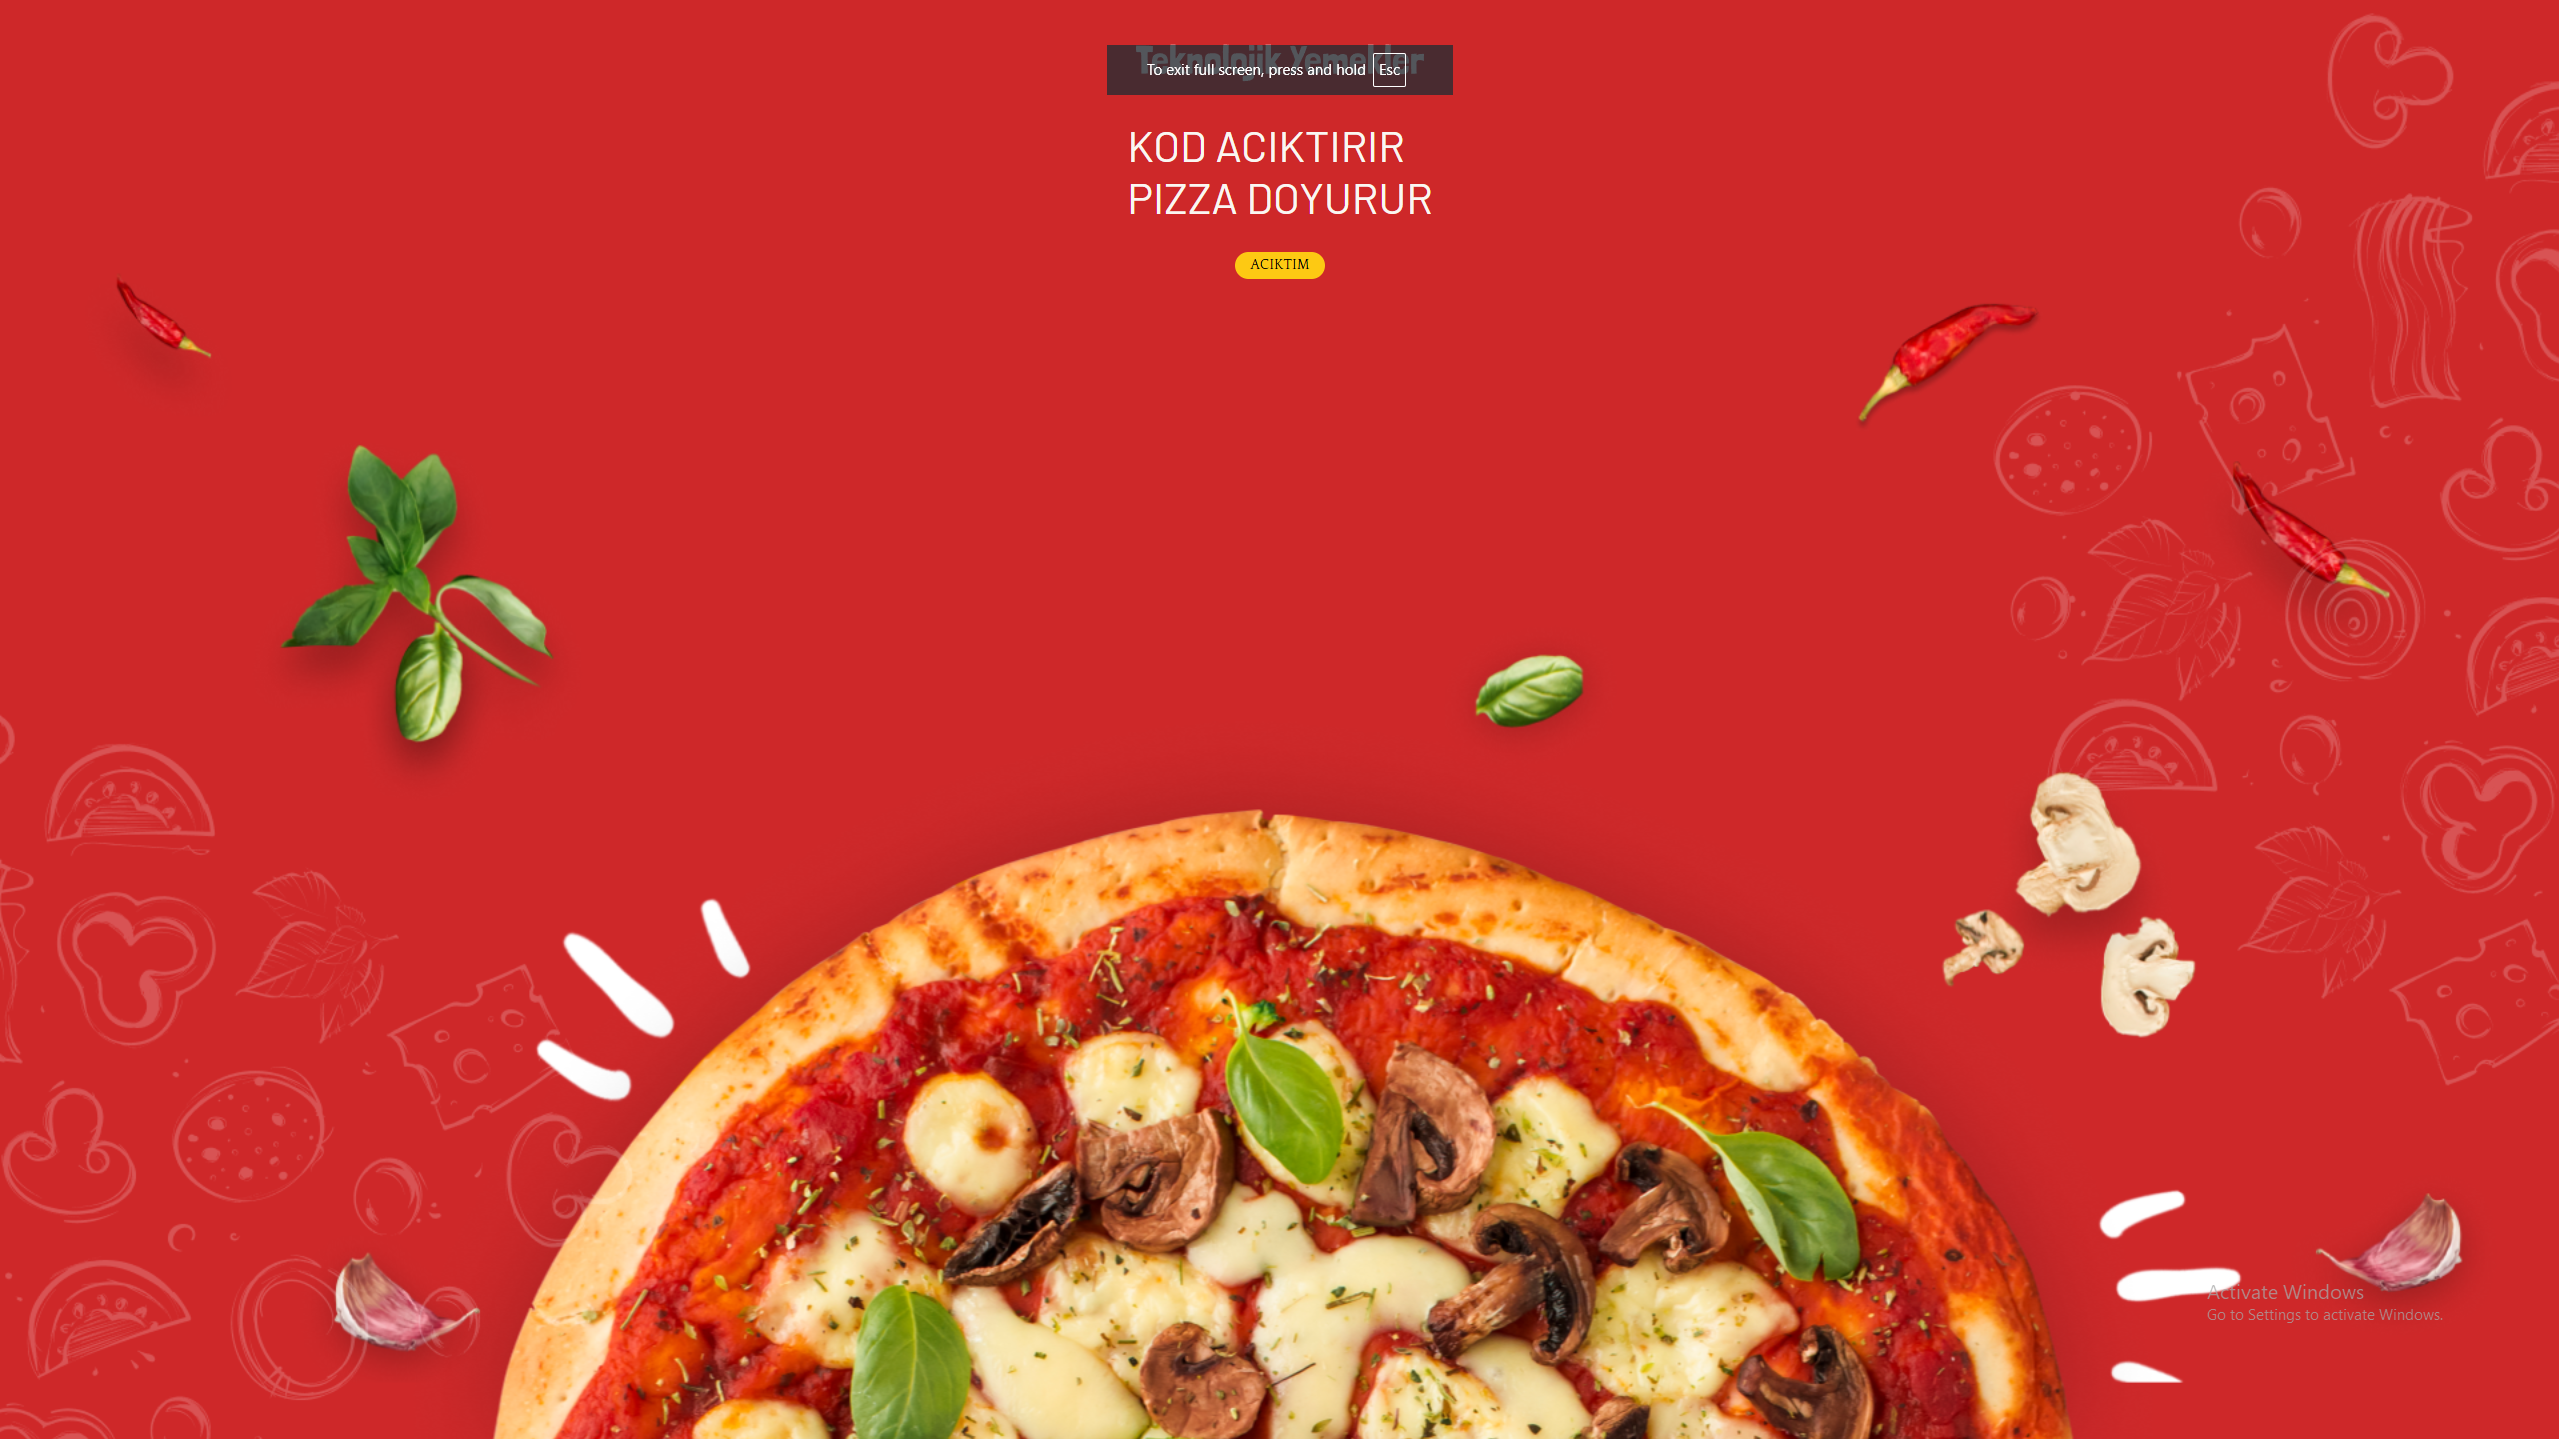 Teknolojik Yemekler
To exit full screen, press and hold Esc
KOD ACIKTIRIR
PIZZA DOYURUR
ACIKTIM
Activate Windows
Go to Settings to activate Windows.